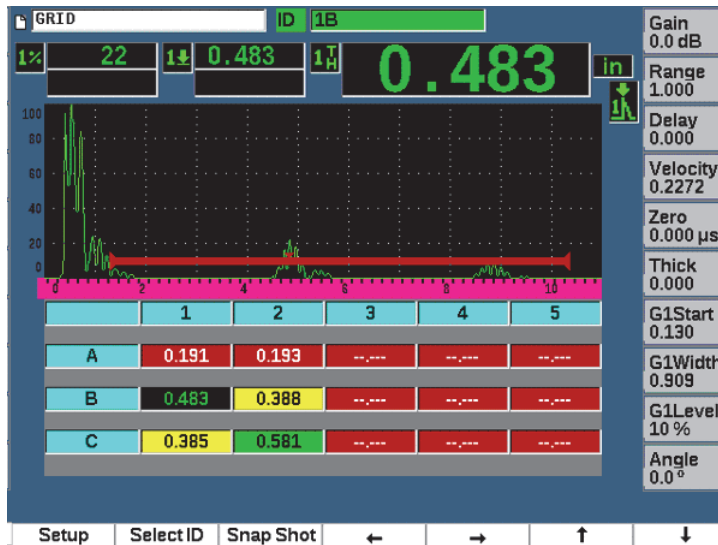 GRID ID 1B
1% 22 1 0.483 1 T H 0.483 in
1
100
80
60
40
20
0
0 2 4 6 8 10
1 2 3 4 5
A 0.191 0.193 --.--- --.--- --.---
B 0.483 0.388 --.--- --.--- --.---
C 0.385 0.581 --.--- --.--- --.---
Gain
0.0 dB
Range
1.000
Delay
0.000
Velocity
0.2272
Zero
0.000 µs
Thick
0.000
G1Start
0.130
G1Width
0.909
G1Level
10 %
Angle
0.0 º
Setup Select ID Snap Shot ← → ↑ ↓